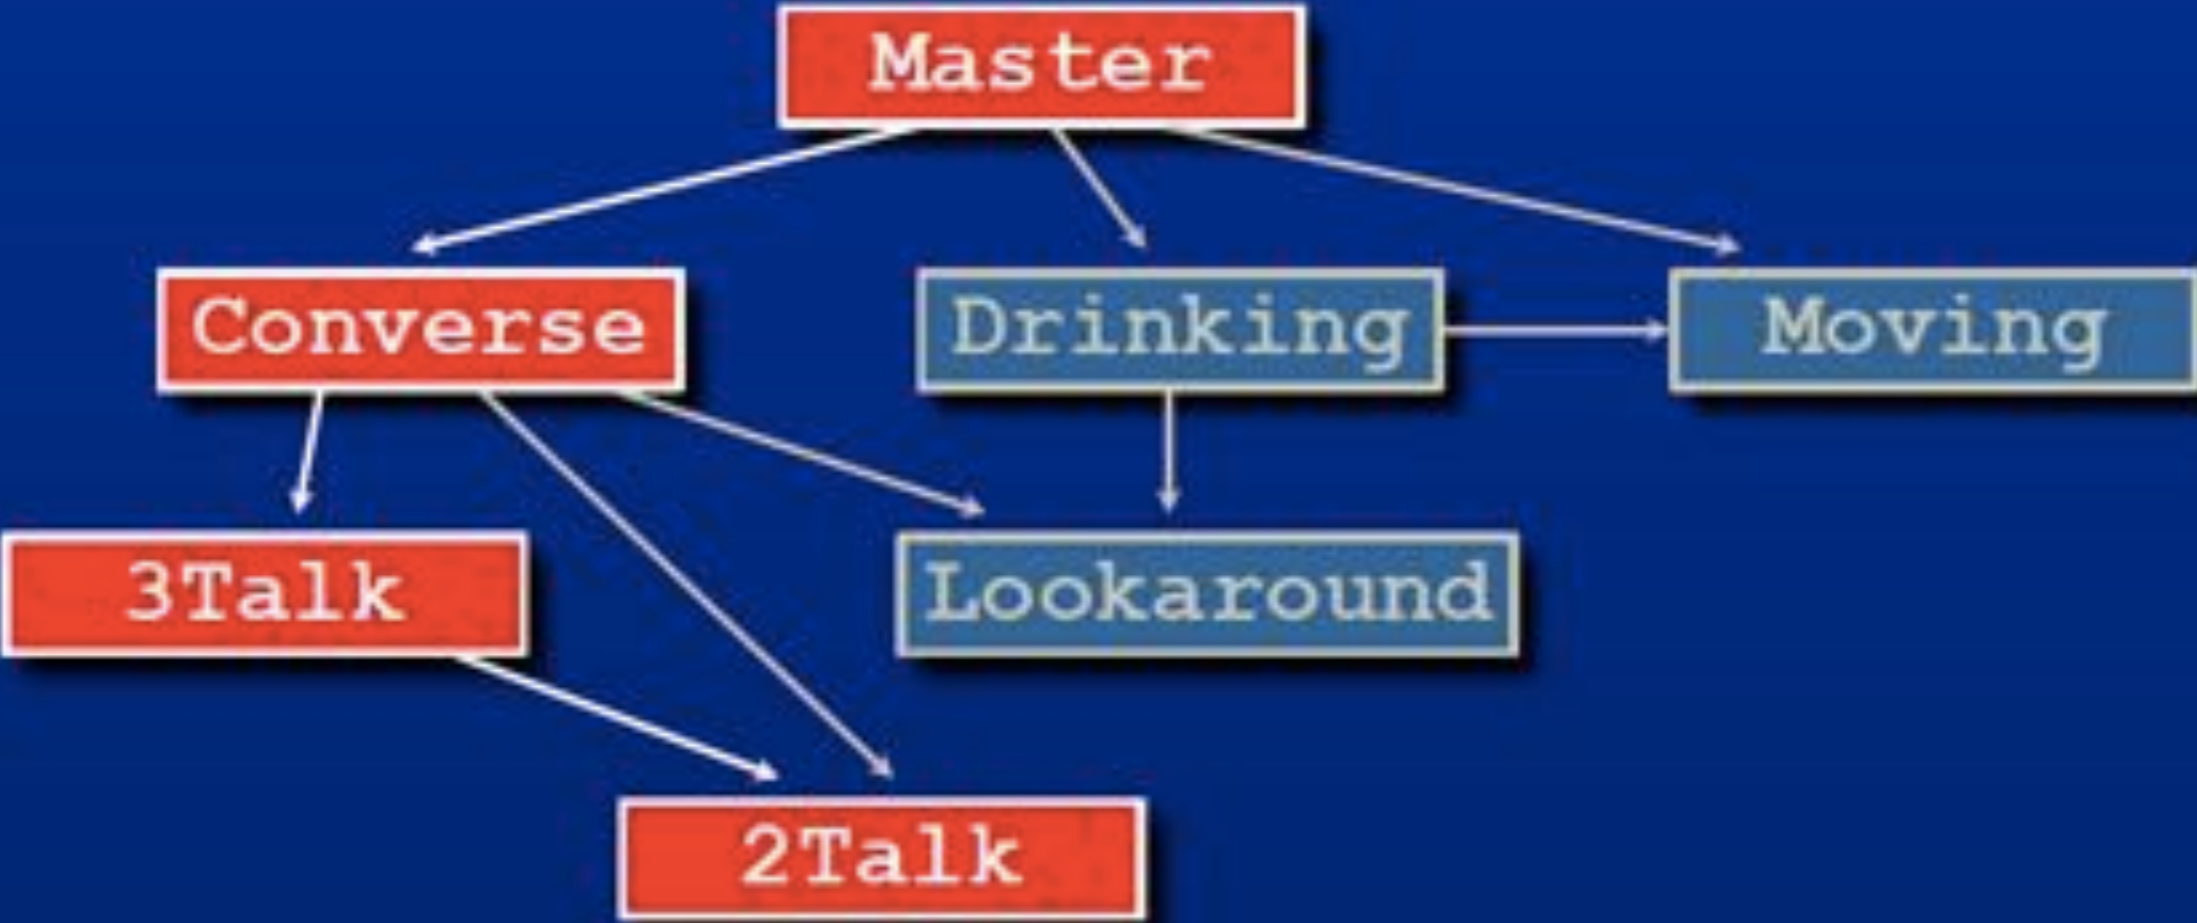 Master
Converse
Drinking
Moving
3Talk
Lookaround
2Talk